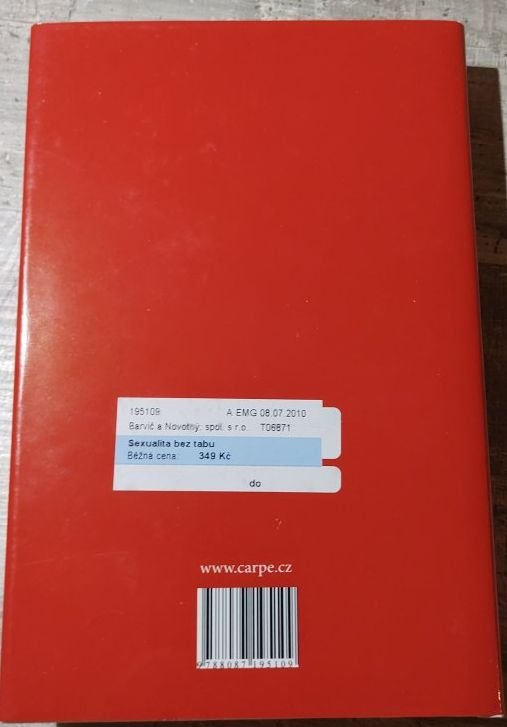 195109 A EMG 08.07.2010
Barvič a Novotný, spol. s r.o. T06871
Sexualita bez tabu
Běžná cena: 349 Kč
do
www.carpe.cz
9 788087 195109